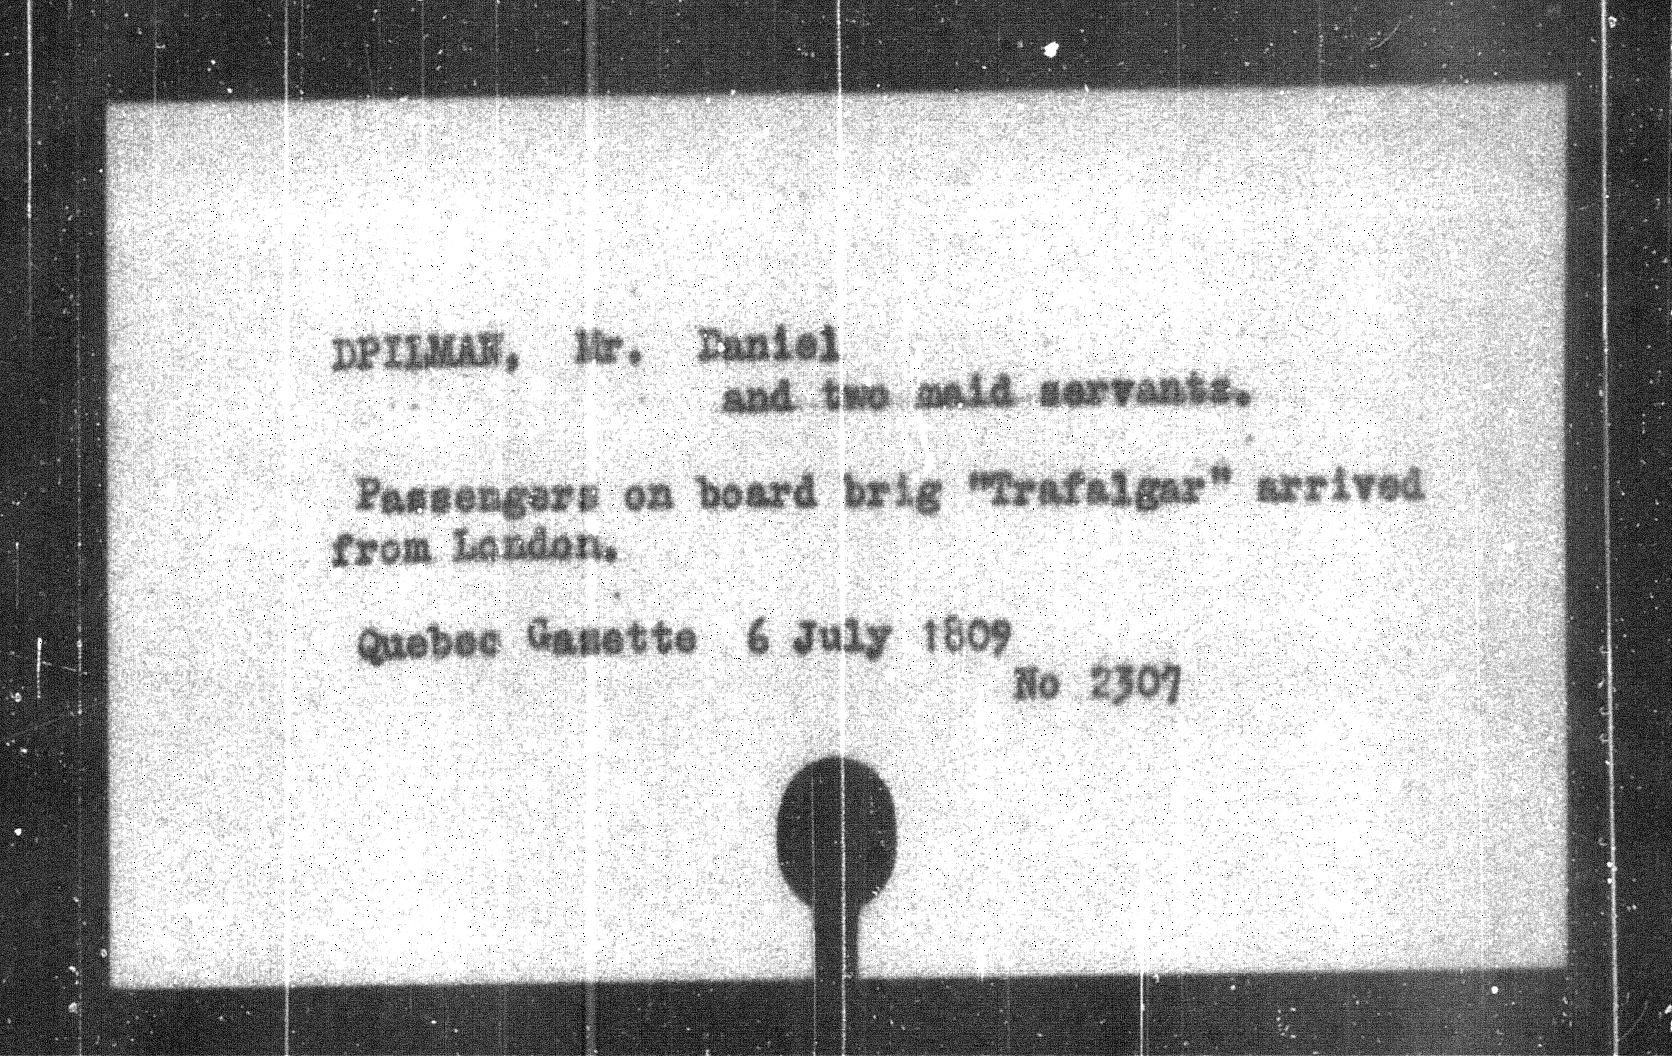 DPILMAN, Mr. Daniel
and two maid servants.
Passengers on board brig "Trafalgar" arrived
from London.
Quebec Gazette 6 July 1809
No 2307